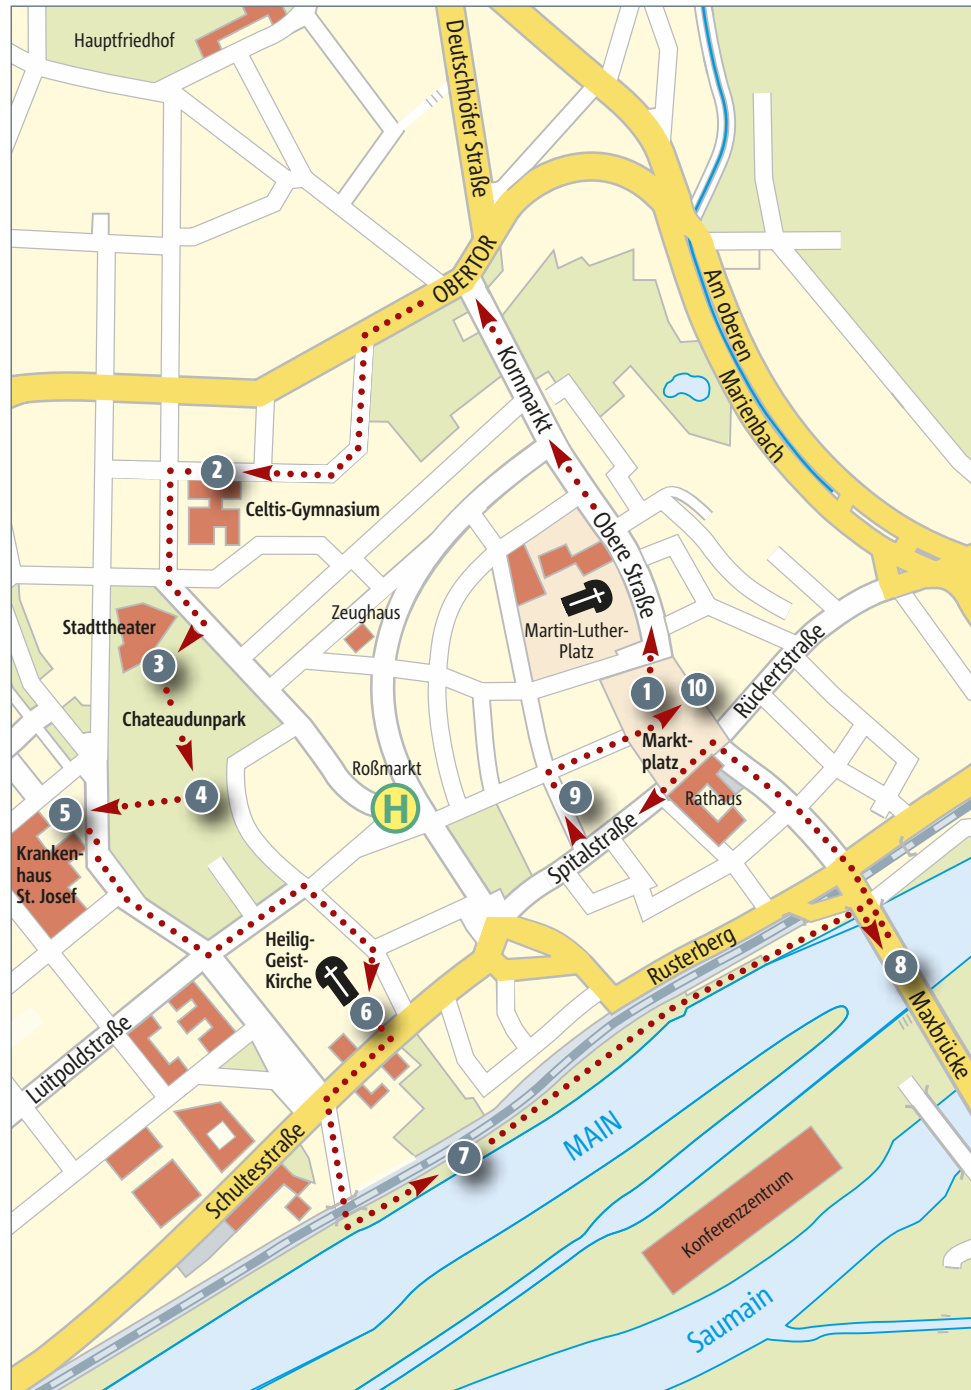 Hauptfriedhof
Deutschhöfer Straße
OBERTOR
Am oberen
Marienbach
Kornmarkt
2
Celtis-Gymnasium
Obere Straße
Zeughaus
Stadttheater
Martin-Luther-
Platz
Rückertstraße
3
1
10
Chateaudunpark
Markt-
platz
Roßmarkt
H
4
9
Rathaus
5
Spitalstraße
Kranken-
haus
St. Josef
Heilig-
Geist-
Kirche
Rusterberg
8
6
Maxbrücke
Luitpoldstraße
MAIN
7
Schultesstraße
Konferenzzentrum
Saumain